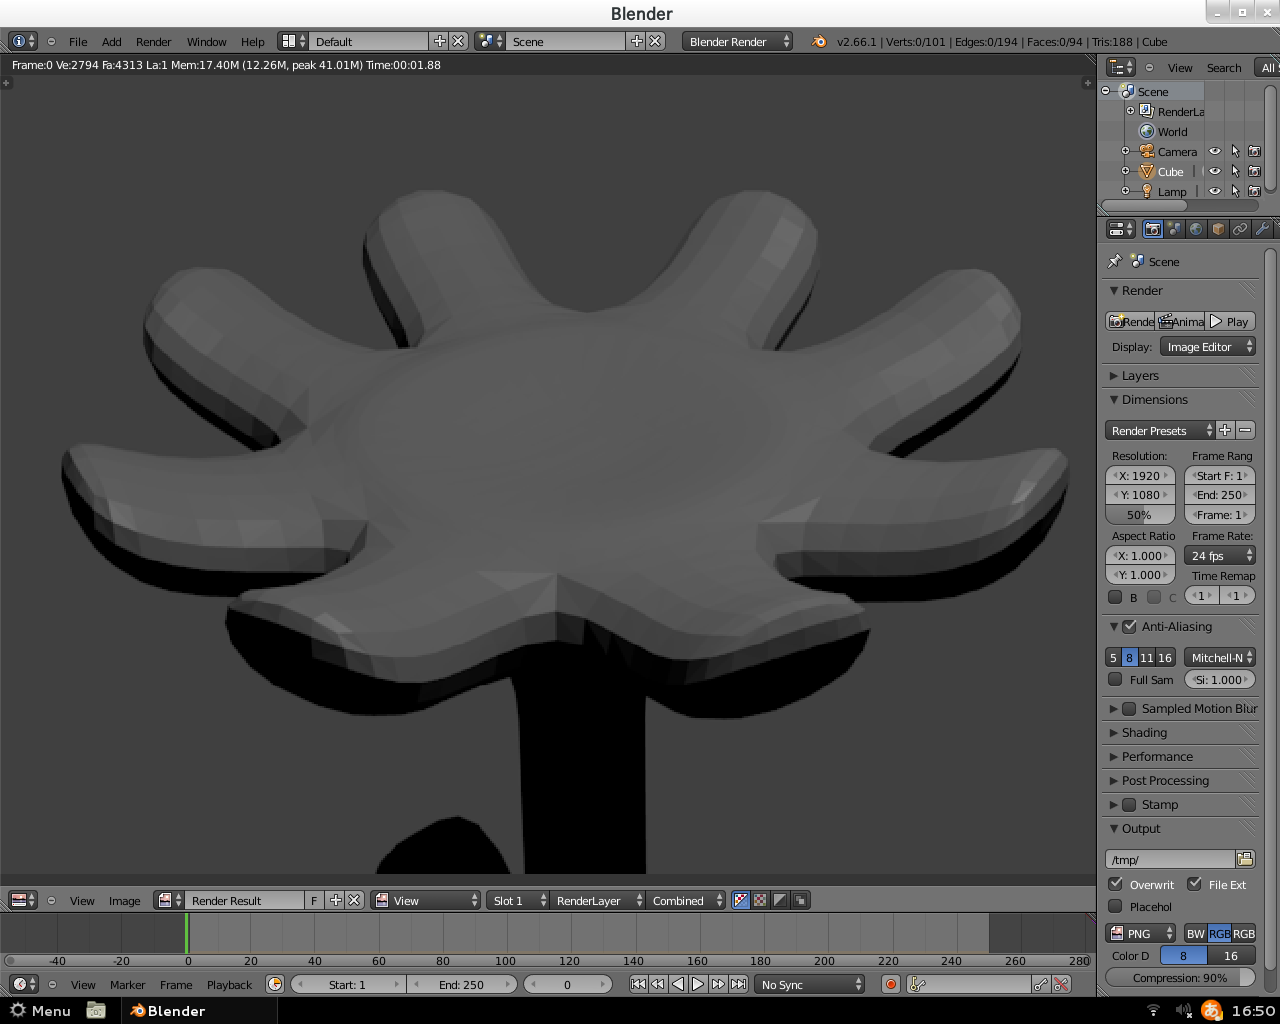 Blender
File Add Render Window Help Default Scene Blender Render v2.66.1 | Verts:0/101 | Edges:0/194 | Faces:0/94 | Tris:188 | Cube
Frame:0 Ve:2794 Fa:4313 La:1 Mem:17.40M (12.26M, peak 41.01M) Time:00:01.88
View Search All S
Scene
RenderLa
World
Camera
Cube
Lamp
Scene
Render
Rende Anima Play
Display: Image Editor
Layers
Dimensions
Render Presets
Resolution: Frame Rang
X: 1920 Start F: 1
Y: 1080 End: 250
50% Frame: 1
Aspect Ratio Frame Rate:
X: 1.000 24 fps
Y: 1.000 Time Remap
B C 1 1
Anti-Aliasing
5 8 11 16 Mitchell-N
Full Sam Si: 1.000
Sampled Motion Blur
Shading
Performance
Post Processing
Stamp
Output
/tmp/
Overwrit File Ext
Placehol
PNG BW RGB RGB
Color D 8 16
Compression: 90%
View Image Render Result F View Slot 1 RenderLayer Combined
-40 -20 0 20 40 60 80 100 120 140 160 180 200 220 240 260 280
View Marker Frame Playback Start: 1 End: 250 0 No Sync
Menu Blender あ 16:50